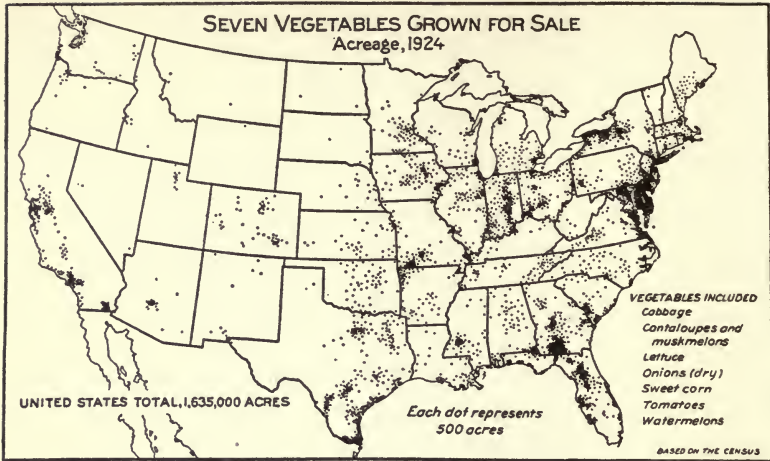 SEVEN VEGETABLES GROWN FOR SALE
Acreage, 1924
VEGETABLES INCLUDED
Cabbage
Cantaloupes and
muskmelons
Lettuce
Onions (dry)
Sweet corn
Tomatoes
Watermelons
UNITED STATES TOTAL, 1,635,000 ACRES
Each dot represents
500 acres
BASED ON THE CENSUS